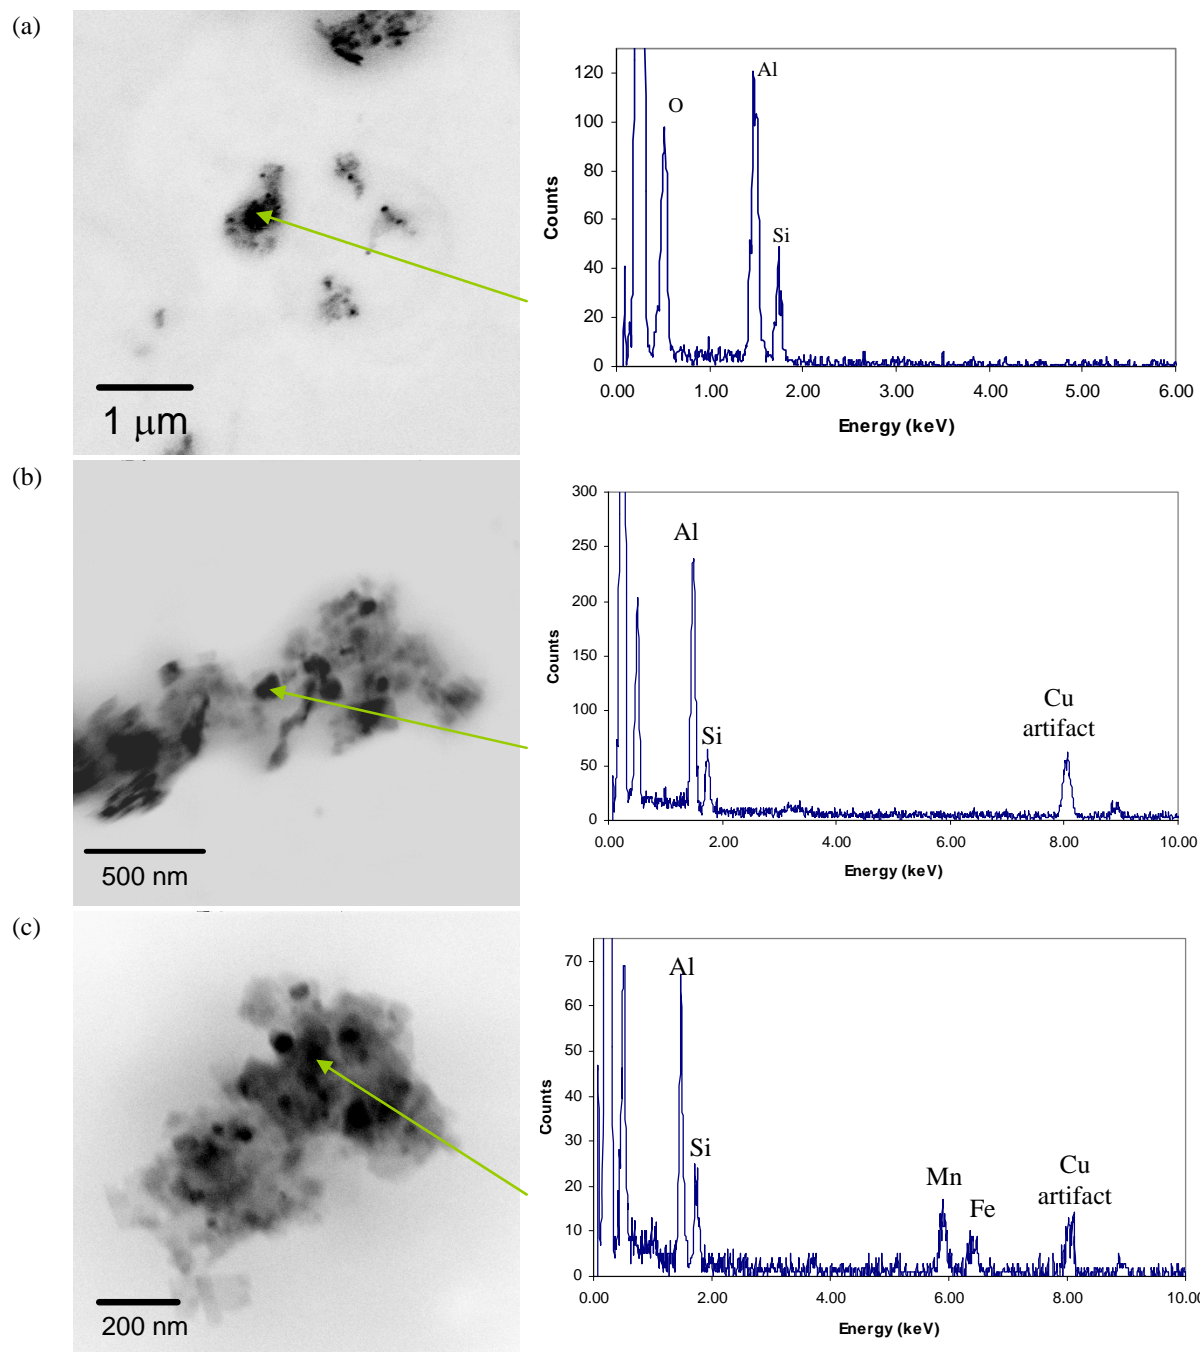 (a)
1 μm
120
100
80
60
40
20
0
Counts
O
Al
Si
0.00 1.00 2.00 3.00 4.00 5.00 6.00
Energy (keV)
(b)
500 nm
300
250
200
150
100
50
0
Counts
Al
Si
Cu
artifact
0.00 2.00 4.00 6.00 8.00 10.00
Energy (keV)
(c)
200 nm
70
60
50
40
30
20
10
0
Counts
Al
Si
Mn
Fe
Cu
artifact
0.00 2.00 4.00 6.00 8.00 10.00
Energy (keV)